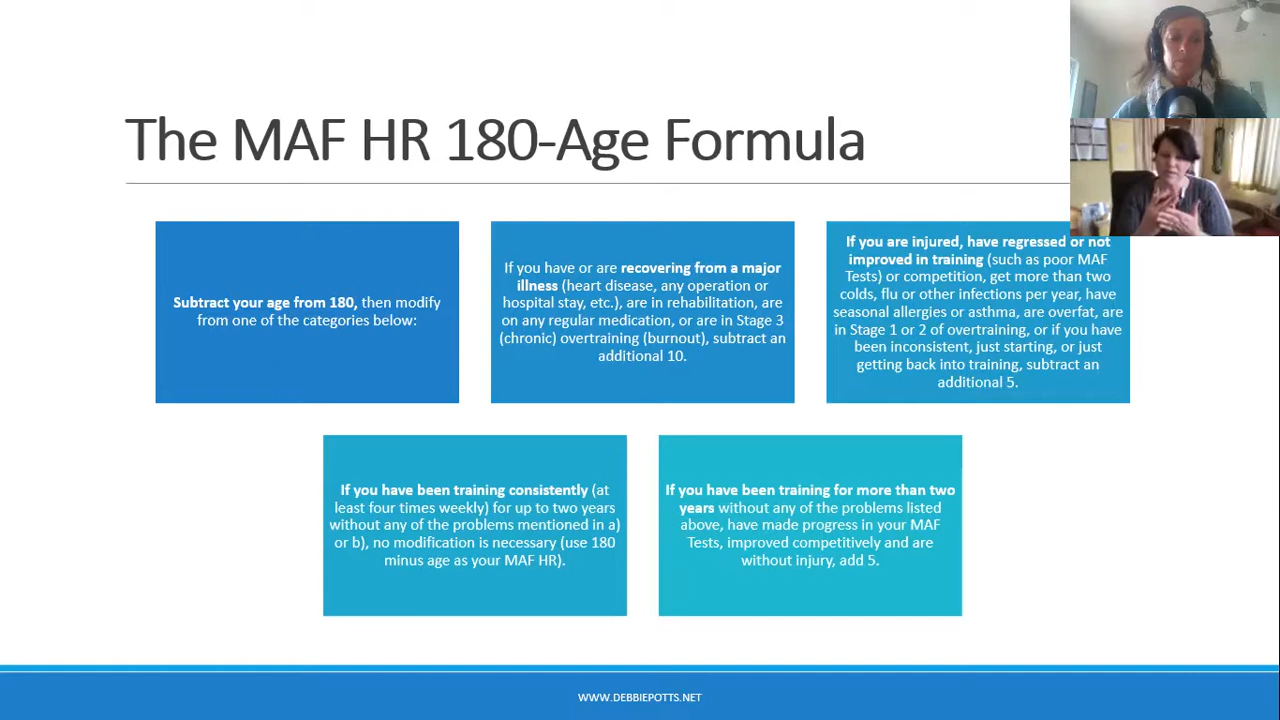 The MAF HR 180-Age Formula
Subtract your age from 180, then modify
from one of the categories below:
If you have or are recovering from a major
illness (heart disease, any operation or
hospital stay, etc.), are in rehabilitation, are
on any regular medication, or are in Stage 3
(chronic) overtraining (burnout), subtract an
additional 10.
If you are injured, have regressed or not
improved in training (such as poor MAF
Tests) or competition, get more than two
colds, flu or other infections per year, have
seasonal allergies or asthma, are overfat, are
in Stage 1 or 2 of overtraining, or if you have
been inconsistent, just starting, or just
getting back into training, subtract an
additional 5.
If you have been training consistently (at
least four times weekly) for up to two years
without any of the problems mentioned in a)
or b), no modification is necessary (use 180
minus age as your MAF HR).
If you have been training for more than two
years without any of the problems listed
above, have made progress in your MAF
Tests, improved competitively and are
without injury, add 5.
WWW.DEBBIEPOTTS.NET